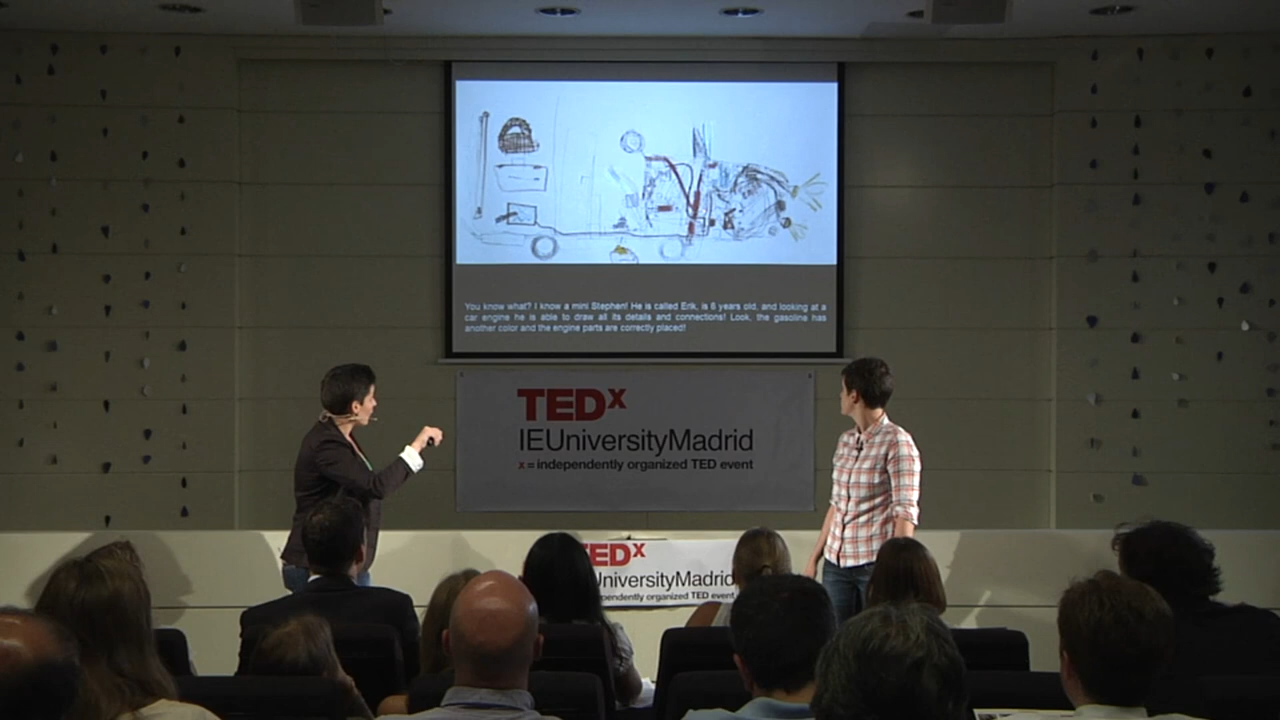 You know what? I know a mini Stephen! He is called Erik, is 6 years old, and looking at a
car engine he is able to draw all its details and connections! Look, the gasoline has
another color and the engine parts are correctly placed!
TEDx
IEUniversityMadrid
x = independently organized TED event
EDx
UniversityMadrid
pendently organized TED event